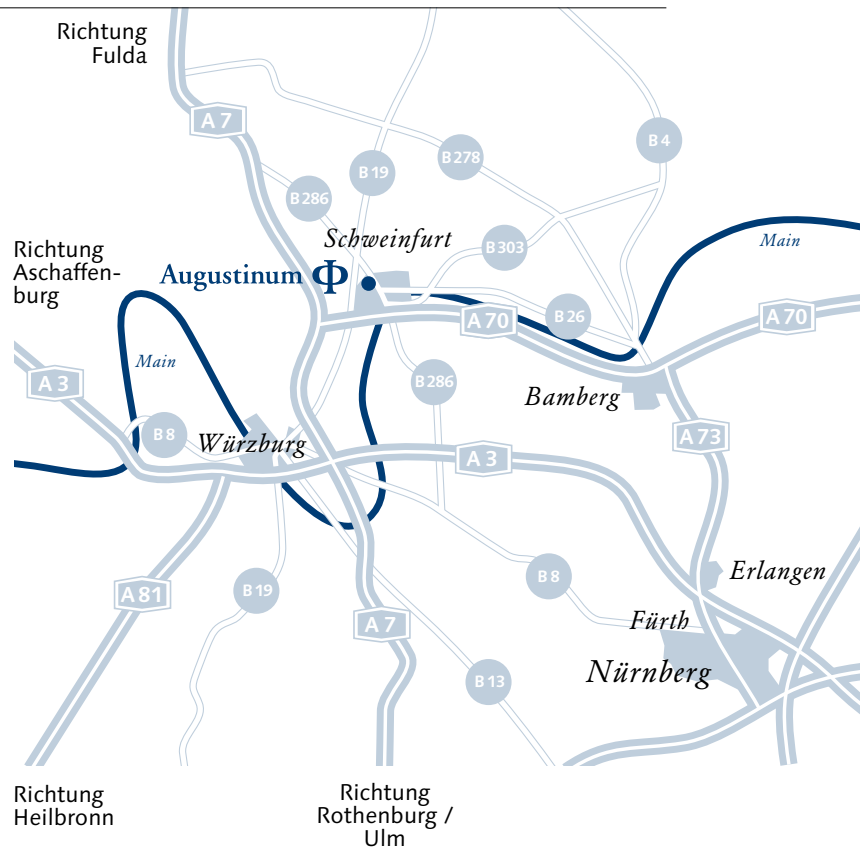 Richtung
Fulda
A 7
B 4
B 278
B 19
B 286
Schweinfurt
B 303
Main
Richtung
Aschaffen-
burg
Augustinum Φ
A 70
B 26
A 70
Main
A 3
B 286
Bamberg
B 8
Würzburg
A 73
A 3
Erlangen
B 8
B 19
A 81
A 7
Fürth
Nürnberg
B 13
Richtung
Heilbronn
Richtung
Rothenburg /
Ulm